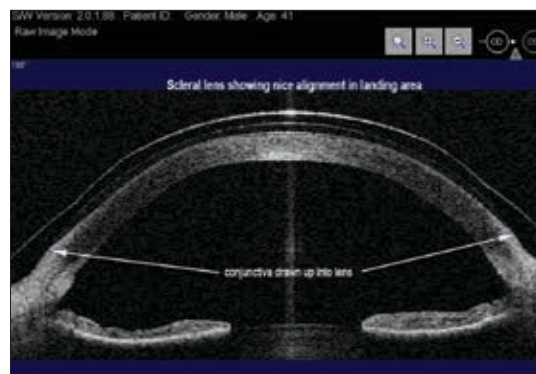 S/W Version: 2.0.1.88 Patient ID: Gender: Male Age: 41
Raw Image Mode
OD
Scleral lens showing nice alignment in landing area
conjunctiva drawn up into lens